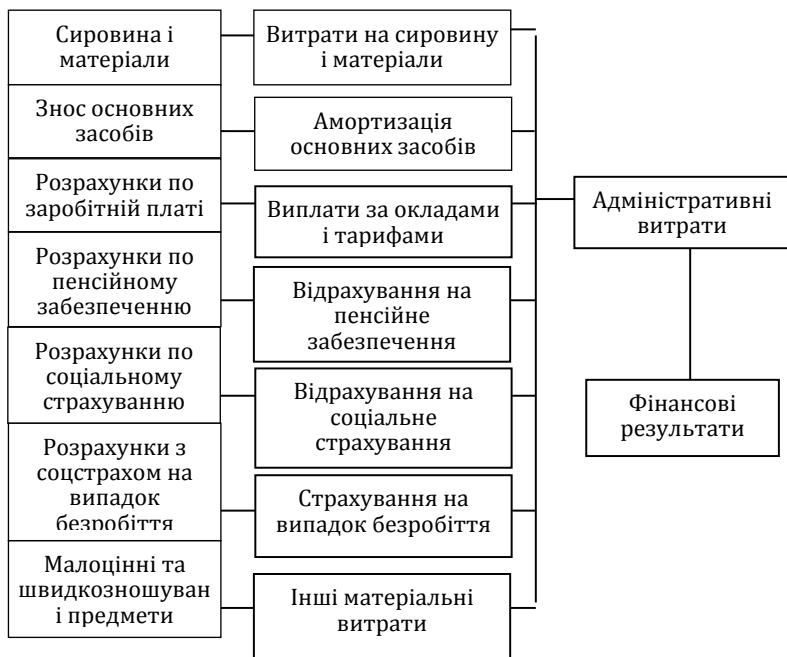 Сировина і
матеріали
Витрати на сировину
і матеріали
Знос основних
засобів
Амортизація
основних засобів
Розрахунки по
заробітній платі
Виплати за окладами
і тарифами
Адміністративні
витрати
Розрахунки по
пенсійному
забезпеченню
Відрахування на
пенсійне
забезпечення
Розрахунки по
соціальному
страхуванню
Відрахування на
соціальне
страхування
Фінансові
результати
Розрахунки з
соцстрахом на
випадок
безробіття
Страхування на
випадок безробіття
Малоцінні та
швидкозношуван
і предмети
Інші матеріальні
витрати